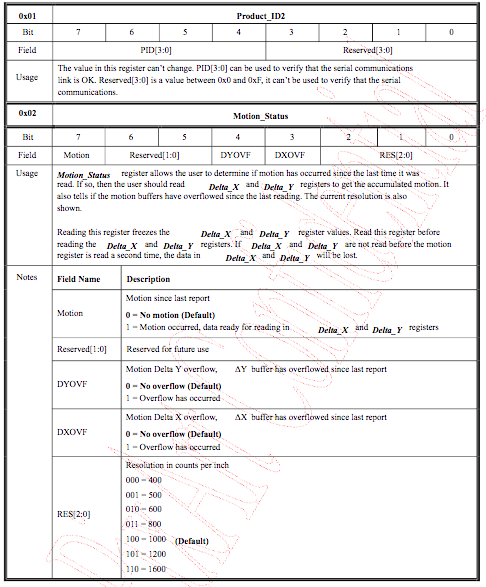 0x01 Product_ID2
Bit 7 6 5 4 3 2 1 0
Field PID[3:0] Reserved[3:0]
Usage The value in this register can't change. PID[3:0] can be used to verify that the serial communications
link is OK. Reserved[3:0] is a value between 0x0 and 0xF, it can't be used to verify that the serial
communications.
0x02 Motion_Status
Bit 7 6 5 4 3 2 1 0
Field Motion Reserved[1:0] DYOVF DXOVF RES[2:0]
Usage Motion_Status register allows the user to determine if motion has occurred since the last time it was
read. If so, then the user should read Delta_X and Delta_Y registers to get the accumulated motion. It
also tells if the motion buffers have overflowed since the last reading. The current resolution is also
shown.
Reading this register freezes the Delta_X and Delta_Y register values. Read this register before
reading the Delta_X and Delta_Y registers. If Delta_X and Delta_Y are not read before the motion
register is read a second time, the data in Delta_X and Delta_Y will be lost.
Notes Field Name Description
Motion since last report
Motion
0 = No motion (Default)
1 = Motion occurred, data ready for reading in Delta_X and Delta_Y registers
Reserved[1:0] Reserved for future use
Motion Delta Y overflow, ΔY buffer has overflowed since last report
DYOVF
0 = No overflow (Default)
1 = Overflow has occurred
Motion Delta X overflow, ΔX buffer has overflowed since last report
DXOVF
0 = No overflow (Default)
1 = Overflow has occurred
Resolution in counts per inch
000 = 400
001 = 500
010 = 600
RES[2:0]
011 = 800
100 = 1000 (Default)
101 = 1200
110 = 1600